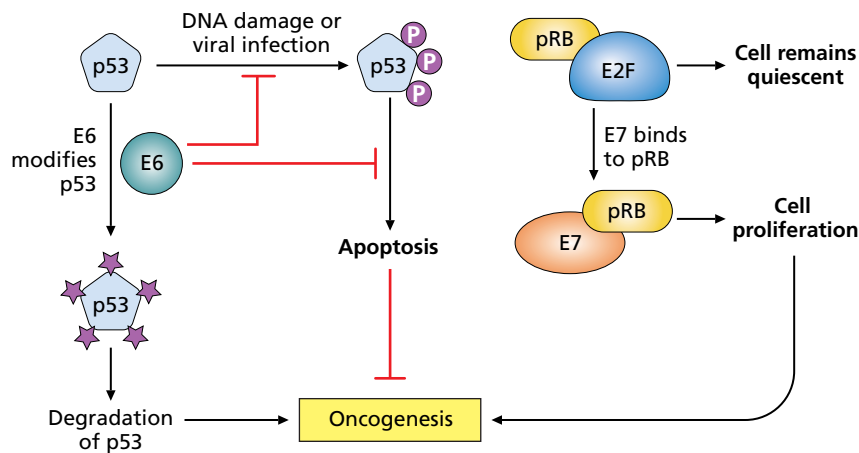 DNA damage or
viral infection
p53
p53
P
P
P
pRB
E2F
Cell remains
quiescent
E6
modifies
p53
E6
E7 binds
to pRB
pRB
E7
Cell
proliferation
Apoptosis
p53
Degradation
of p53
Oncogenesis